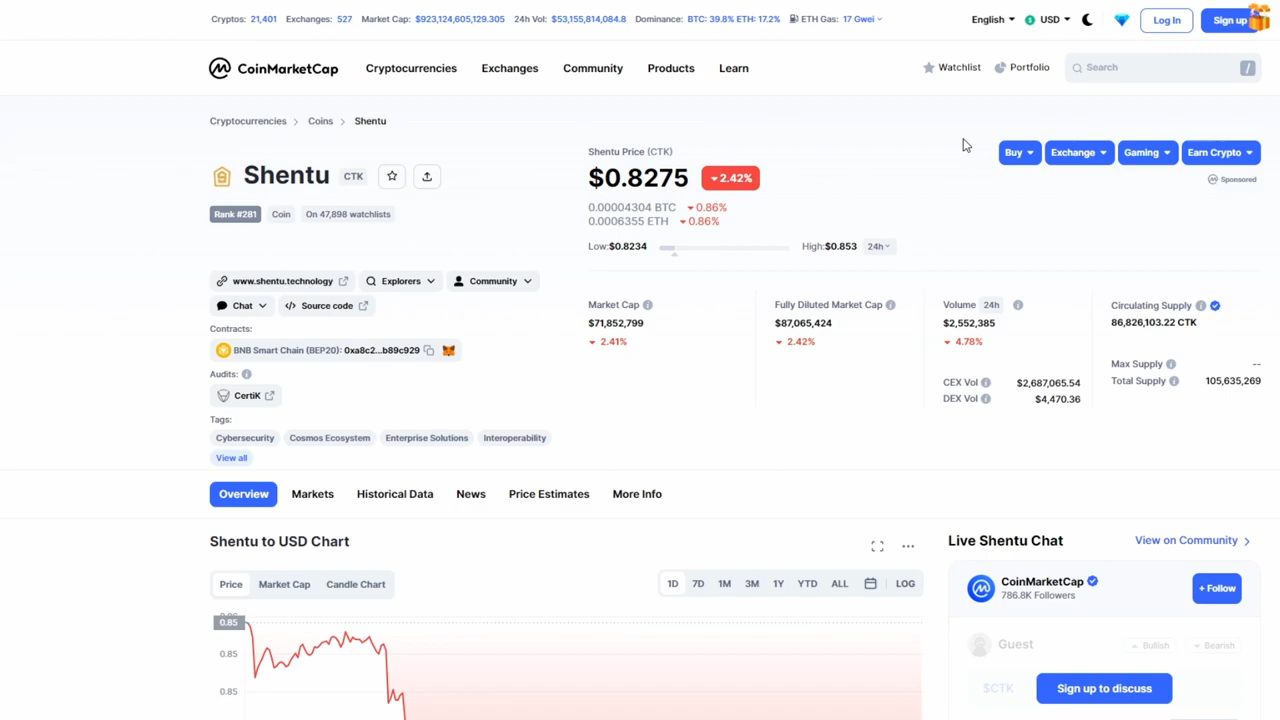 Cryptos: 21,401 Exchanges: 527 Market Cap: $923,124,605,129.305 24h Vol: $53,155,814,084.8 Dominance: BTC: 39.8% ETH: 17.2% ETH Gas: 17 Gwei English USD Log In Sign up
CoinMarketCap Cryptocurrencies Exchanges Community Products Learn Watchlist Portfolio Search /
Cryptocurrencies > Coins > Shentu
Shentu CTK
Rank #281 Coin On 47,898 watchlists
www.shentu.technology Explorers Community
Chat Source code
Contracts:
BNB Smart Chain (BEP20): 0xa8c2...b89c929
Audits:
CertiK
Tags:
Cybersecurity Cosmos Ecosystem Enterprise Solutions Interoperability
View all
Shentu Price (CTK)
$0.8275 2.42%
0.00004304 BTC 0.86%
0.0006355 ETH 0.86%
Low:$0.8234 High:$0.853 24h
Buy Exchange Gaming Earn Crypto
Sponsored
Market Cap
$71,852,799
2.41%
Fully Diluted Market Cap
$87,065,424
2.42%
Volume 24h
$2,552,385
4.78%
CEX Vol $2,687,065.54
DEX Vol $4,470.36
Circulating Supply
86,826,103.22 CTK
Max Supply --
Total Supply 105,635,269
Overview Markets Historical Data News Price Estimates More Info
Shentu to USD Chart
Price Market Cap Candle Chart 1D 7D 1M 3M 1Y YTD ALL LOG
0.85
0.85
0.85
Live Shentu Chat View on Community
CoinMarketCap
786.8K Followers
+ Follow
Guest Bullish Bearish
$CTK Sign up to discuss